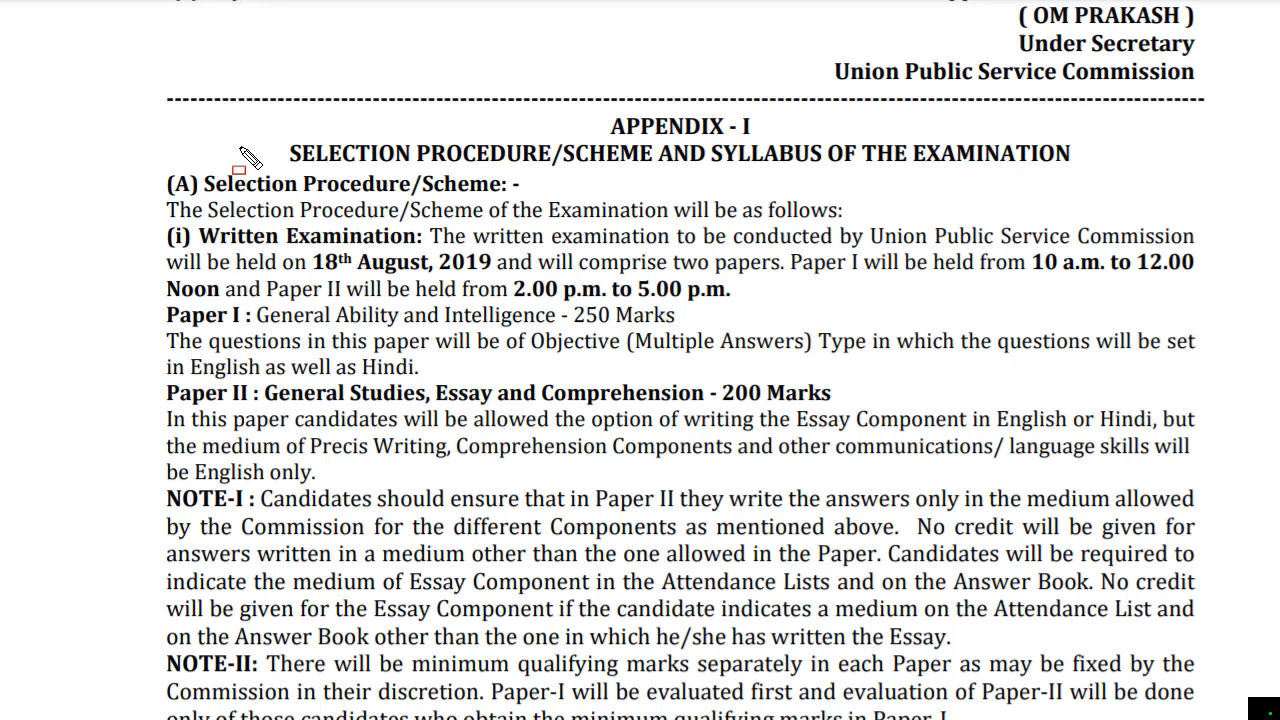 ( OM PRAKASH )
Under Secretary
Union Public Service Commission
APPENDIX - I
SELECTION PROCEDURE/SCHEME AND SYLLABUS OF THE EXAMINATION
(A) Selection Procedure/Scheme: -
The Selection Procedure/Scheme of the Examination will be as follows:
(i) Written Examination: The written examination to be conducted by Union Public Service Commission
will be held on 18th August, 2019 and will comprise two papers. Paper I will be held from 10 a.m. to 12.00
Noon and Paper II will be held from 2.00 p.m. to 5.00 p.m.
Paper I : General Ability and Intelligence - 250 Marks
The questions in this paper will be of Objective (Multiple Answers) Type in which the questions will be set
in English as well as Hindi.
Paper II : General Studies, Essay and Comprehension - 200 Marks
In this paper candidates will be allowed the option of writing the Essay Component in English or Hindi, but
the medium of Precis Writing, Comprehension Components and other communications/ language skills will
be English only.
NOTE-I : Candidates should ensure that in Paper II they write the answers only in the medium allowed
by the Commission for the different Components as mentioned above. No credit will be given for
answers written in a medium other than the one allowed in the Paper. Candidates will be required to
indicate the medium of Essay Component in the Attendance Lists and on the Answer Book. No credit
will be given for the Essay Component if the candidate indicates a medium on the Attendance List and
on the Answer Book other than the one in which he/she has written the Essay.
NOTE-II: There will be minimum qualifying marks separately in each Paper as may be fixed by the
Commission in their discretion. Paper-I will be evaluated first and evaluation of Paper-II will be done
only of those candidates who obtain the minimum qualifying marks in Paper-I